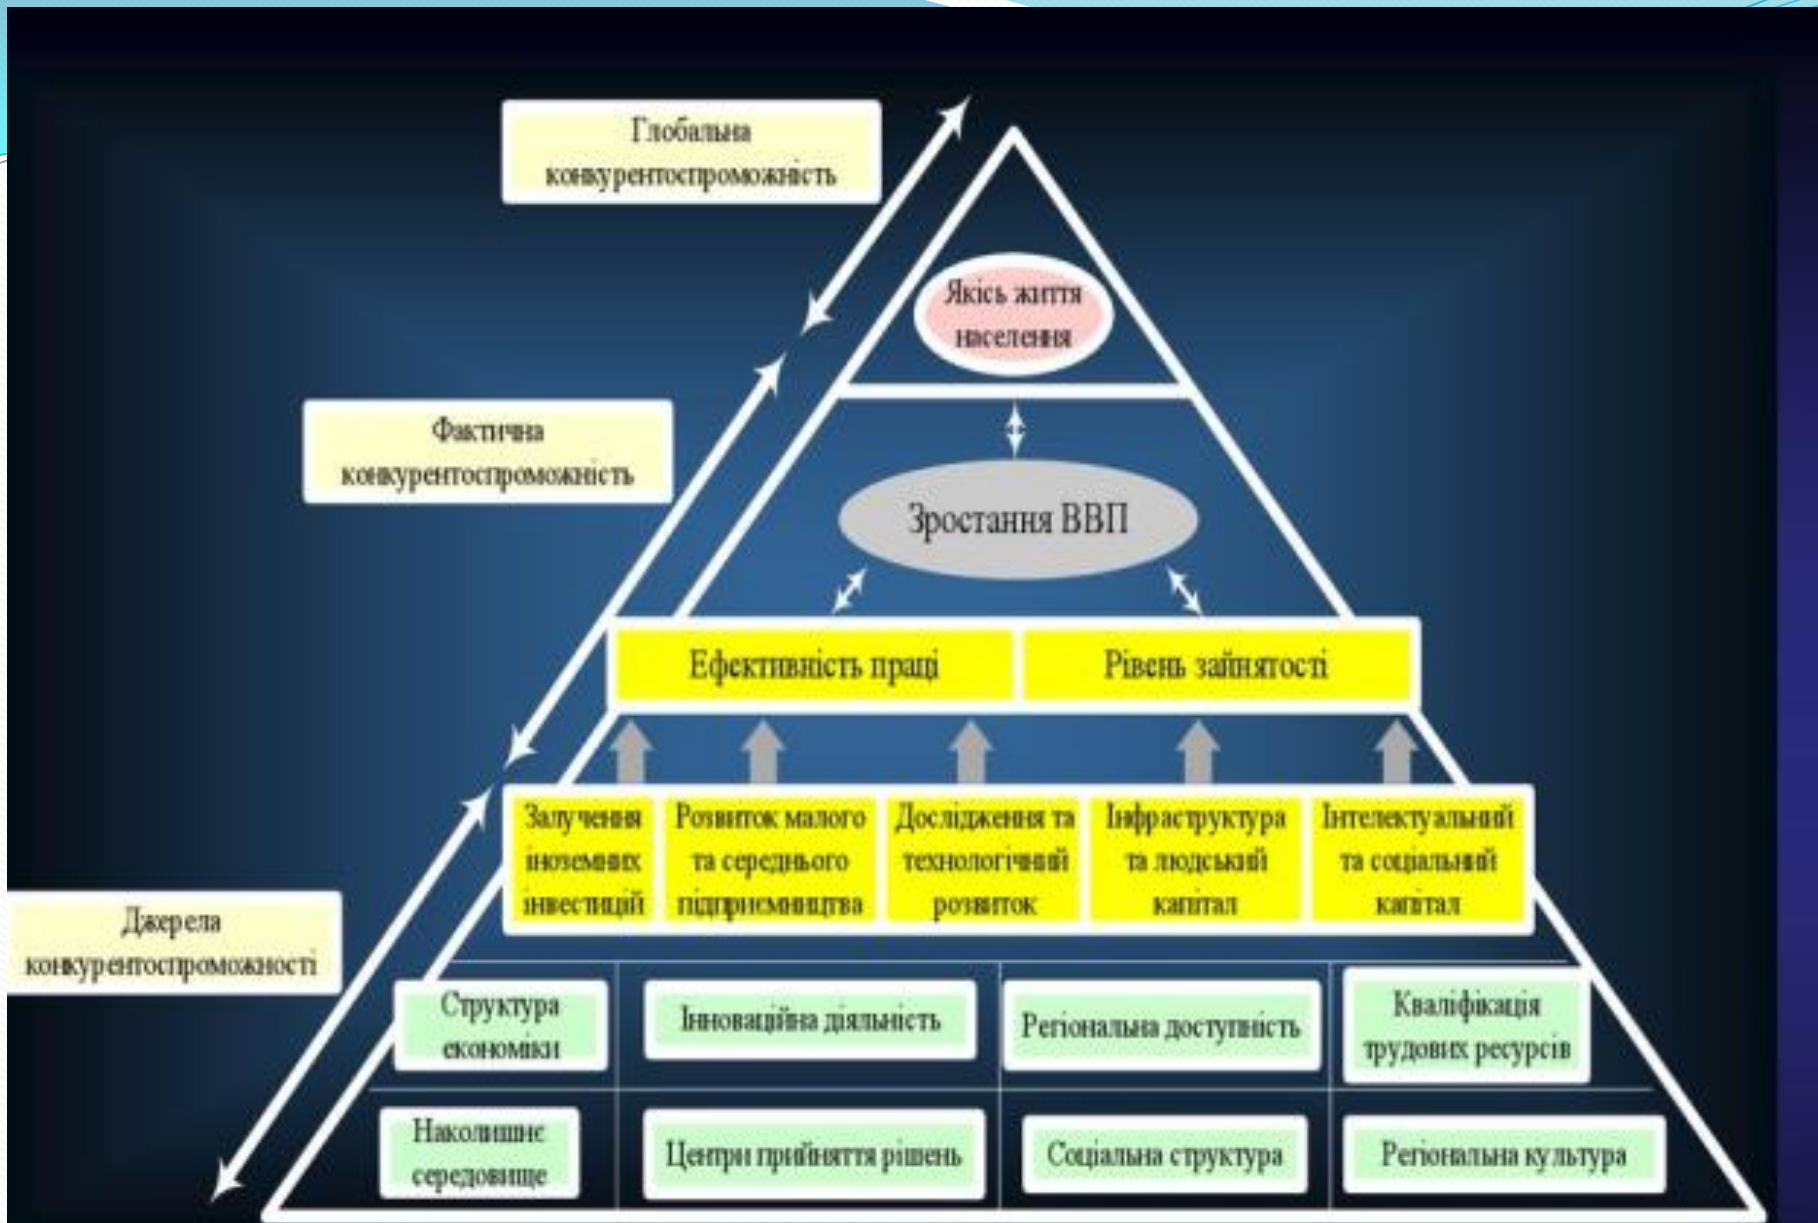 Глобальна
конкурентоспроможність
Якісь життя
населення
Фактична
конкурентоспроможність
Зростання ВВП
Ефективність праці
Рівень зайнятості
Залучення
іноземних
інвестицій
Розвиток малого
та середнього
підприємництва
Дослідження та
технологічний
розвиток
Інфраструктура
та людський
капітал
Інтелектуальний
та соціальний
капітал
Джерела
конкурентоспроможності
Структура
економіки
Інноваційна діяльність
Регіональна доступність
Кваліфікація
трудових ресурсів
Наколишнє
середовище
Центри прийняття рішень
Соціальна структура
Регіональна культура